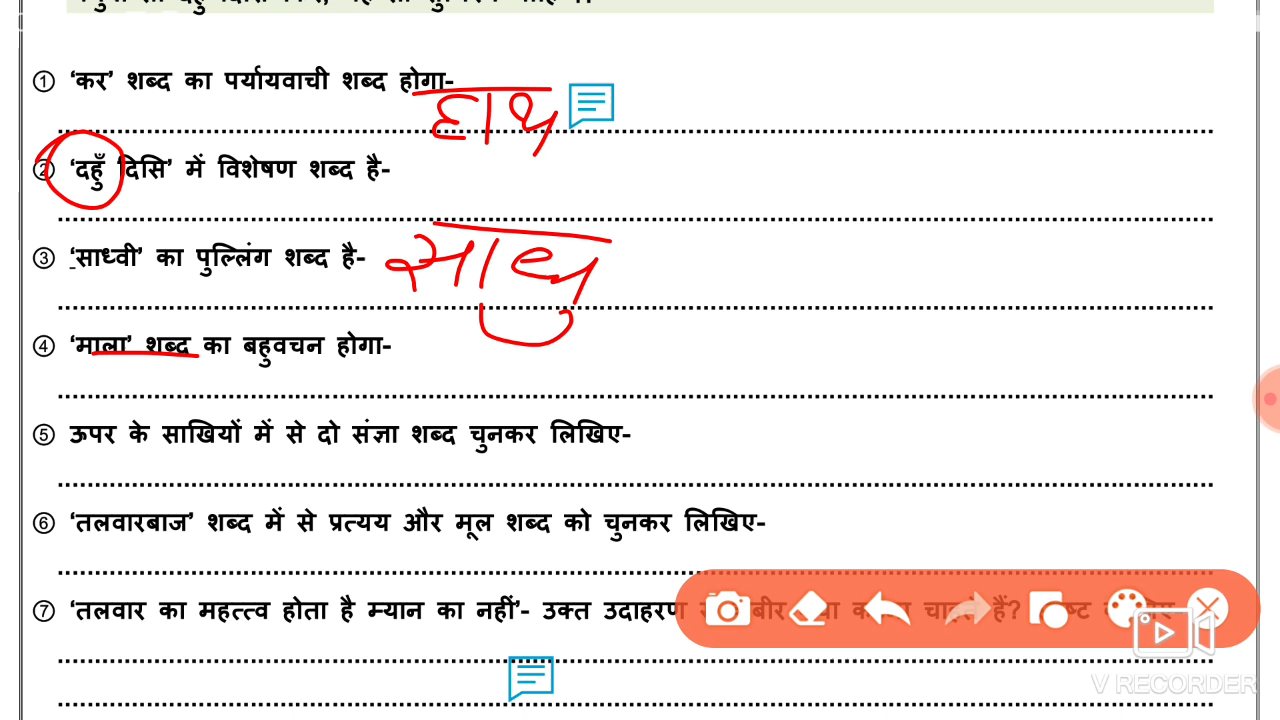 ① 'कर' शब्द का पर्यायवाची शब्द होगा-
हाथ
② 'दहुँ दिसि' में विशेषण शब्द है-
③ 'साध्वी' का पुल्लिंग शब्द है-
साधु
④ 'माला' शब्द का बहुवचन होगा-
⑤ ऊपर के साखियों में से दो संज्ञा शब्द चुनकर लिखिए-
⑥ 'तलवारबाज' शब्द में से प्रत्यय और मूल शब्द को चुनकर लिखिए-
⑦ 'तलवार का महत्त्व होता है म्यान का नहीं'- उक्त उदाहरण हैं?
V RECORDER